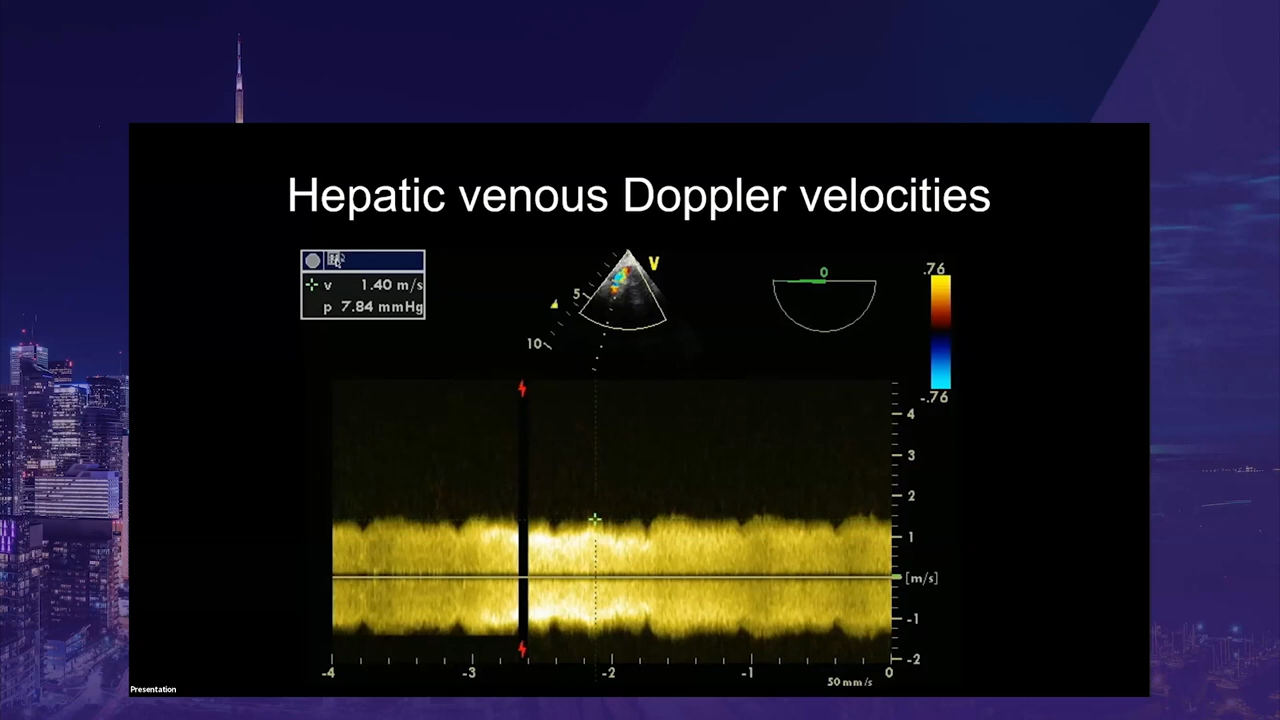 Hepatic venous Doppler velocities
v 1.40 m/s
p 7.84 mmHg
V
5
10
0
.76
-.76
4
3
2
1
[m/s]
-1
-2
-4
-3
-2
-1
0
50 mm/s
Presentation